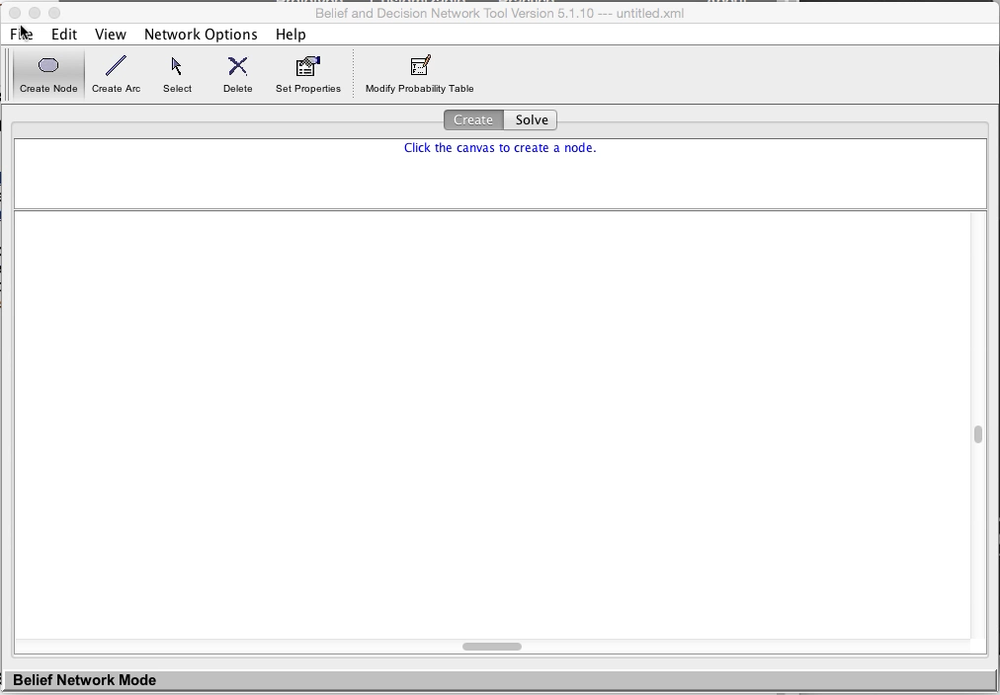 Belief and Decision Network Tool Version 5.1.10 --- untitled.xml
File Edit View Network Options Help
Create Node Create Arc Select Delete Set Properties Modify Probability Table
Create Solve
Click the canvas to create a node.
Belief Network Mode